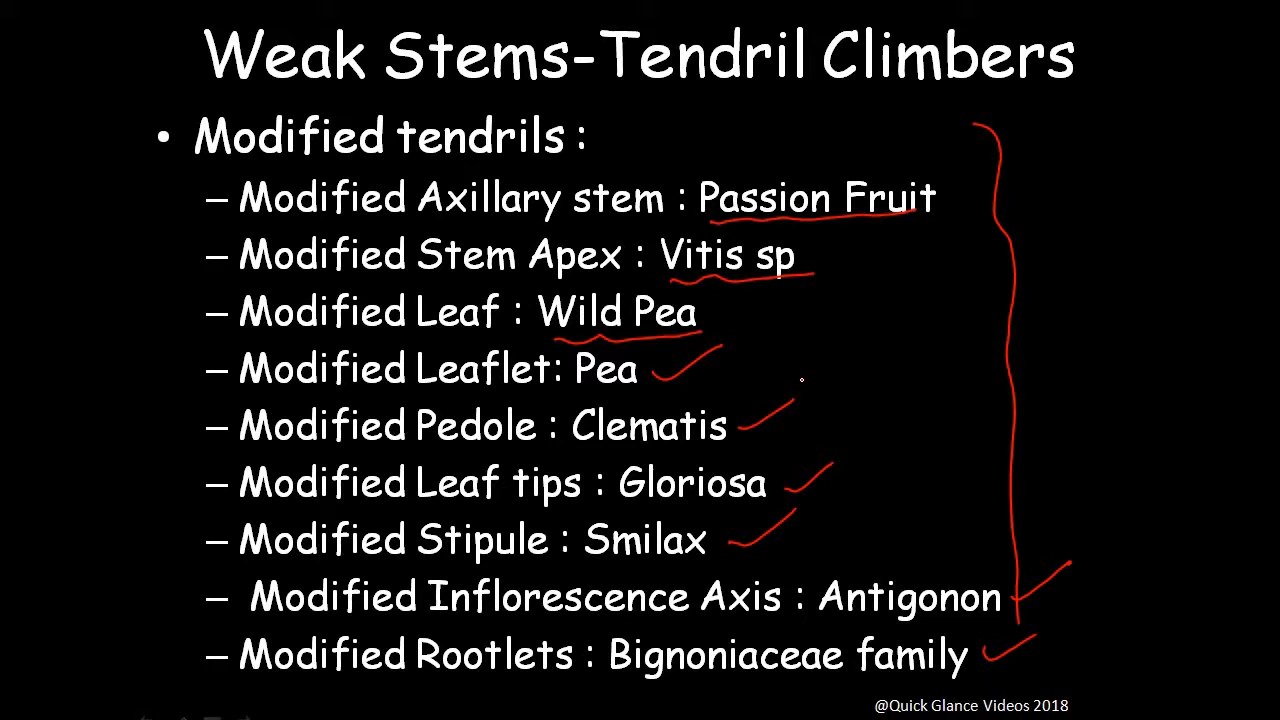 Weak Stems-Tendril Climbers
• Modified tendrils :
– Modified Axillary stem : Passion Fruit
– Modified Stem Apex : Vitis sp
– Modified Leaf : Wild Pea
– Modified Leaflet: Pea
– Modified Pedole : Clematis
– Modified Leaf tips : Gloriosa
– Modified Stipule : Smilax
– Modified Inflorescence Axis : Antigonon
– Modified Rootlets : Bignoniaceae family
@Quick Glance Videos 2018